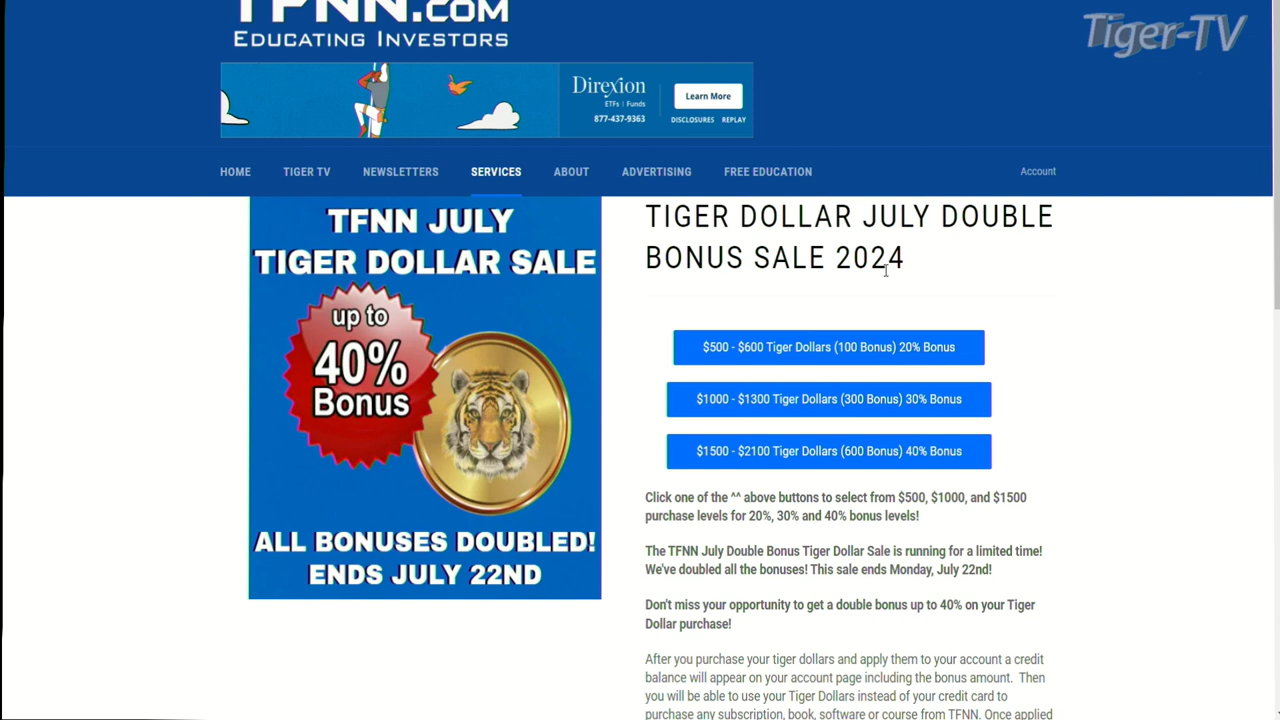 TFNN.COM
EDUCATING INVESTORS
Tiger-TV
Direxion
ETFs | Funds
877-437-9363
Learn More
DISCLOSURES REPLAY
HOME TIGER TV NEWSLETTERS SERVICES ABOUT ADVERTISING FREE EDUCATION Account
TFNN JULY
TIGER DOLLAR SALE
up to
40%
Bonus
ALL BONUSES DOUBLED!
ENDS JULY 22ND
TIGER DOLLAR JULY DOUBLE
BONUS SALE 2024
$500 - $600 Tiger Dollars (100 Bonus) 20% Bonus
$1000 - $1300 Tiger Dollars (300 Bonus) 30% Bonus
$1500 - $2100 Tiger Dollars (600 Bonus) 40% Bonus
Click one of the ^^ above buttons to select from $500, $1000, and $1500
purchase levels for 20%, 30% and 40% bonus levels!
The TFNN July Double Bonus Tiger Dollar Sale is running for a limited time!
We've doubled all the bonuses! This sale ends Monday, July 22nd!
Don't miss your opportunity to get a double bonus up to 40% on your Tiger
Dollar purchase!
After you purchase your tiger dollars and apply them to your account a credit
balance will appear on your account page including the bonus amount. Then
you will be able to use your Tiger Dollars instead of your credit card to
purchase any subscription, book, software or course from TFNN. Once applied